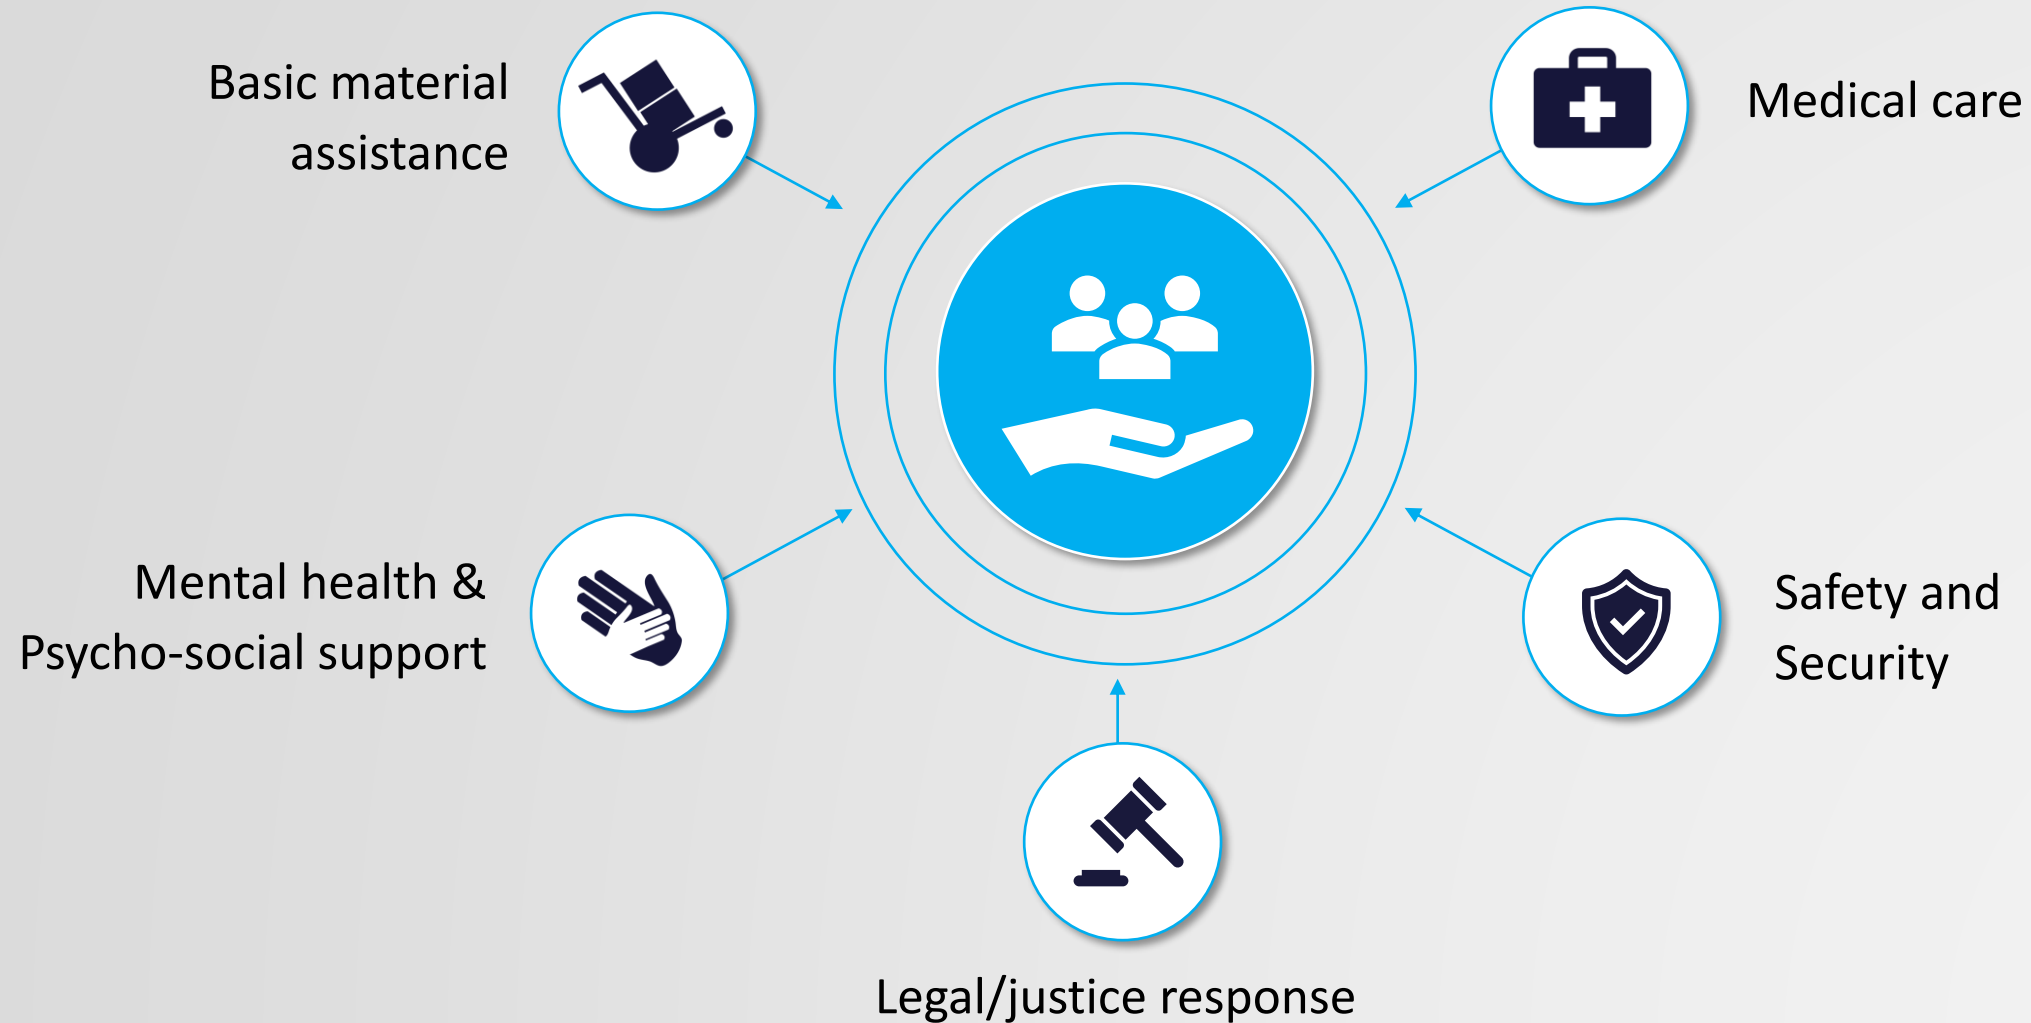 Basic material
assistance
Medical care
Mental health &
Psycho-social support
Safety and
Security
Legal/justice response